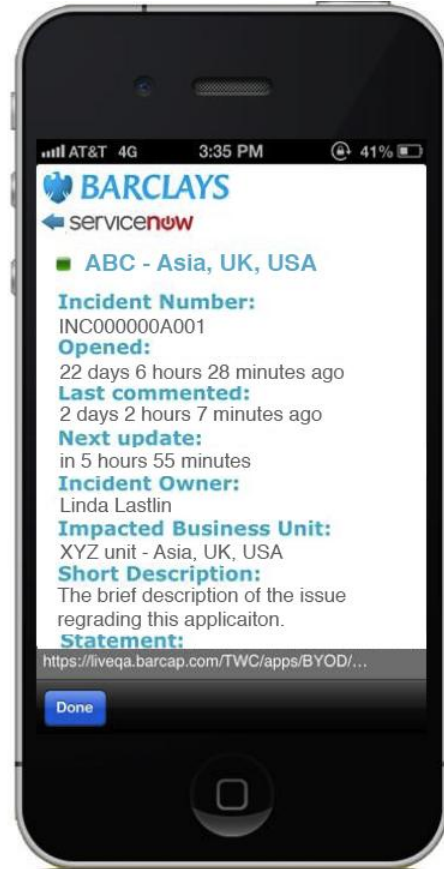 AT&T 4G 3:35 PM 41%
BARCLAYS
servicenow
ABC - Asia, UK, USA
Incident Number:
INC000000A001
Opened:
22 days 6 hours 28 minutes ago
Last commented:
2 days 2 hours 7 minutes ago
Next update:
in 5 hours 55 minutes
Incident Owner:
Linda Lastlin
Impacted Business Unit:
XYZ unit - Asia, UK, USA
Short Description:
The brief description of the issue
regrading this applicaiton.
Statement:
https://liveqa.barcap.com/TWC/apps/BYOD/...
Done